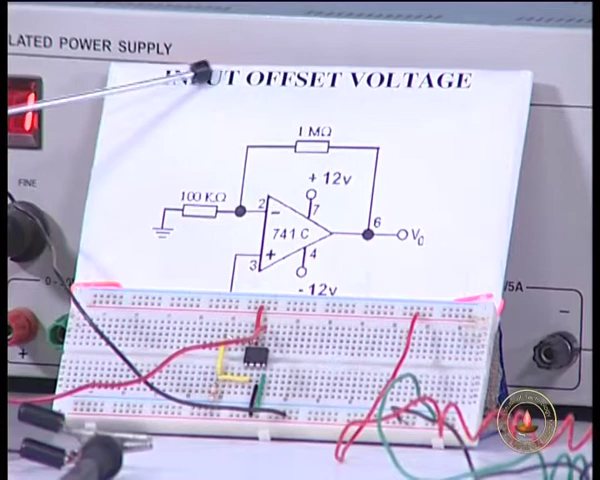 LATED POWER SUPPLY
INPUT OFFSET VOLTAGE
1 MΩ
+ 12v
100 KΩ
2
7
6
-
741 C
V0
+
3
4
- 12v
FINE
0-
/5A
+
-